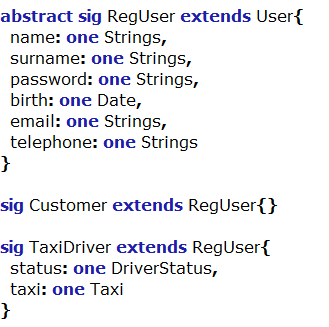 abstract sig RegUser extends User{
name: one Strings,
surname: one Strings,
password: one Strings,
birth: one Date,
email: one Strings,
telephone: one Strings
}
sig Customer extends RegUser{}
sig TaxiDriver extends RegUser{
status: one DriverStatus,
taxi: one Taxi
}